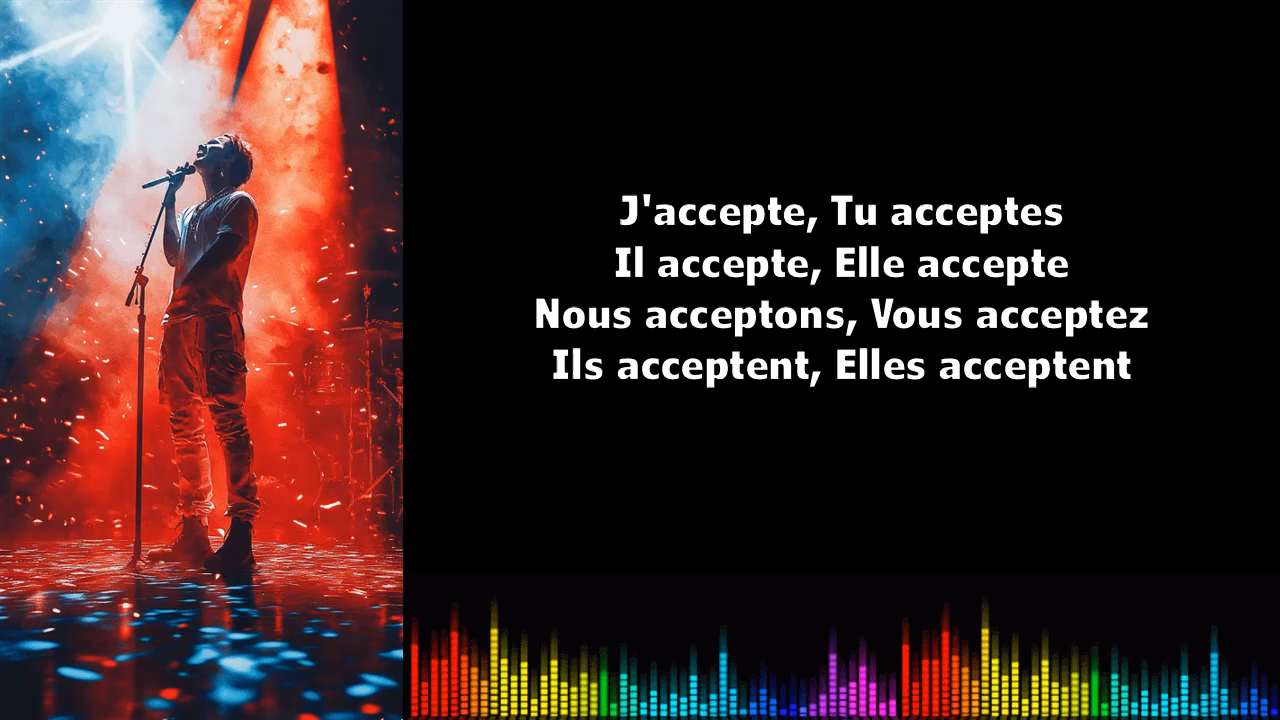 J'accepte, Tu acceptes
Il accepte, Elle accepte
Nous acceptons, Vous acceptez
Ils acceptent, Elles acceptent